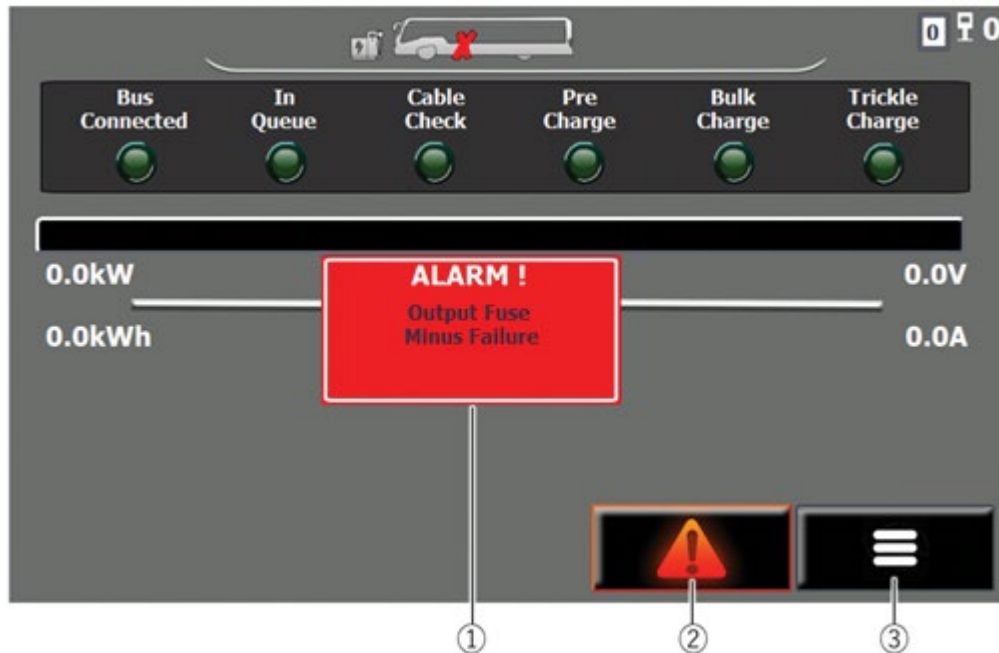 0 0
Bus Connected
In Queue
Cable Check
Pre Charge
Bulk Charge
Trickle Charge
0.0kW
0.0V
ALARM !
Output Fuse
Minus Failure
0.0kWh
0.0A
1 2 3